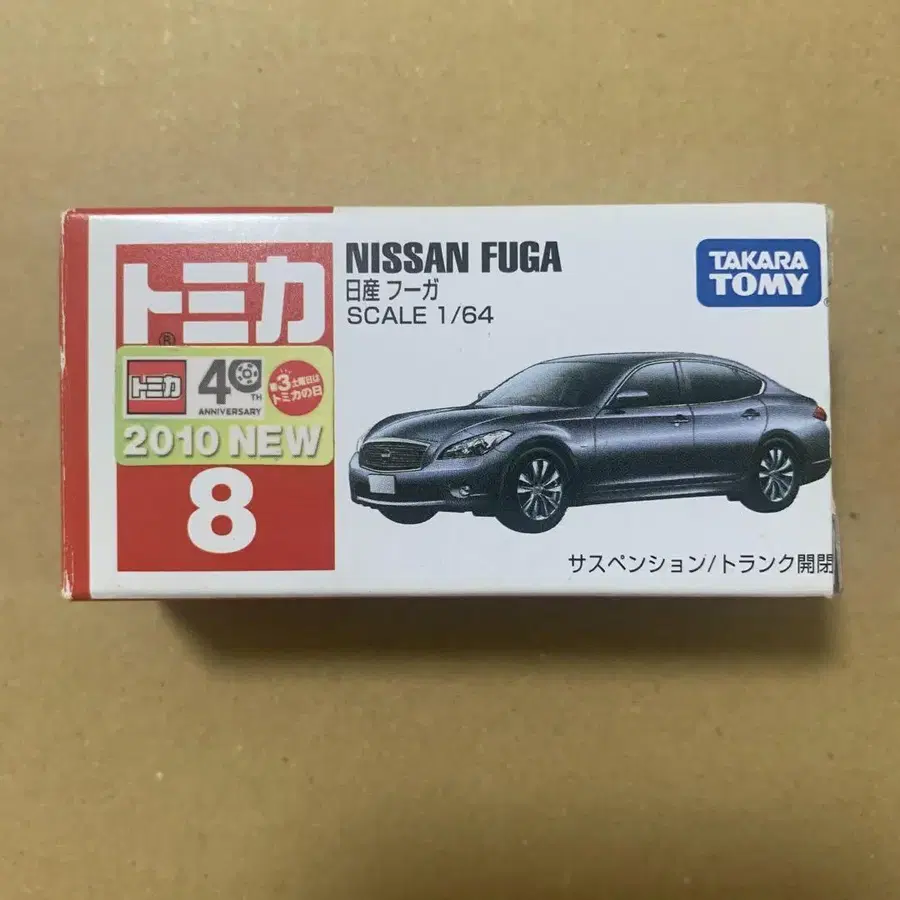 トミカ
®
トミカ
40TH
ANNIVERSARY
第3土曜日は
トミカの日
2010 NEW
8
NISSAN FUGA
日産 フーガ
SCALE 1/64
TAKARA
TOMY
サスペンション/トランク開閉